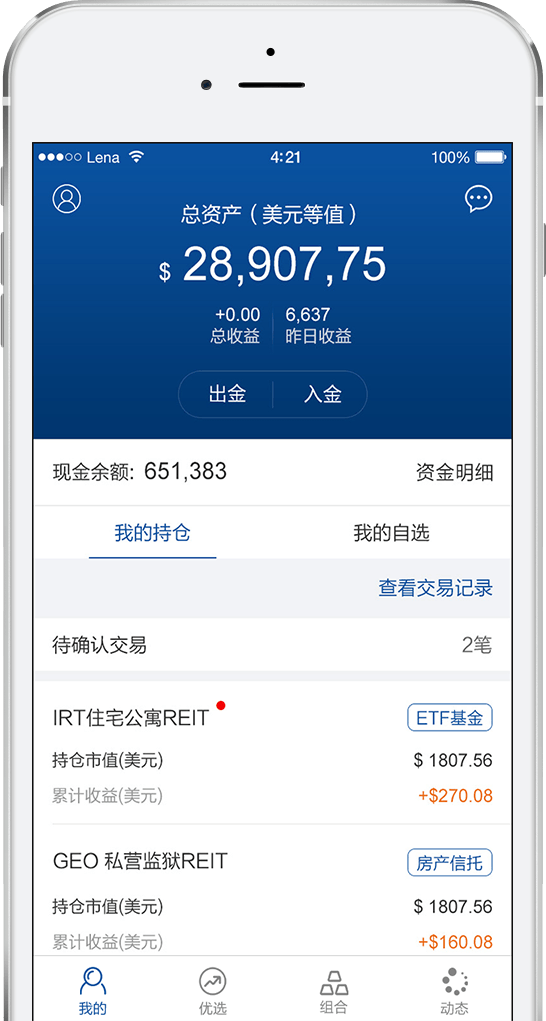 Lena 4:21 100%
总资产（美元等值）
$ 28,907,75
+0.00 6,637
总收益 昨日收益
出金 入金
现金余额: 651,383 资金明细
我的持仓 我的自选
查看交易记录
待确认交易 2笔
IRT住宅公寓REIT ETF基金
持仓市值(美元) $ 1807.56
累计收益(美元) +$270.08
GEO 私营监狱REIT 房产信托
持仓市值(美元) $ 1807.56
累计收益(美元) +$160.08
我的 优选 组合 动态